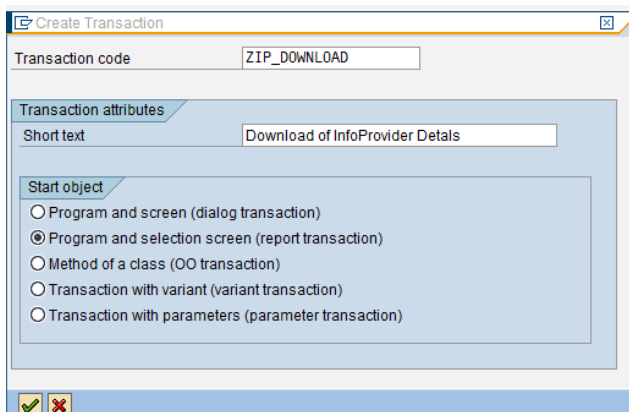 Create Transaction
Transaction code ZIP_DOWNLOAD
Transaction attributes
Short text Download of InfoProvider Detals
Start object
Program and screen (dialog transaction)
Program and selection screen (report transaction)
Method of a class (OO transaction)
Transaction with variant (variant transaction)
Transaction with parameters (parameter transaction)